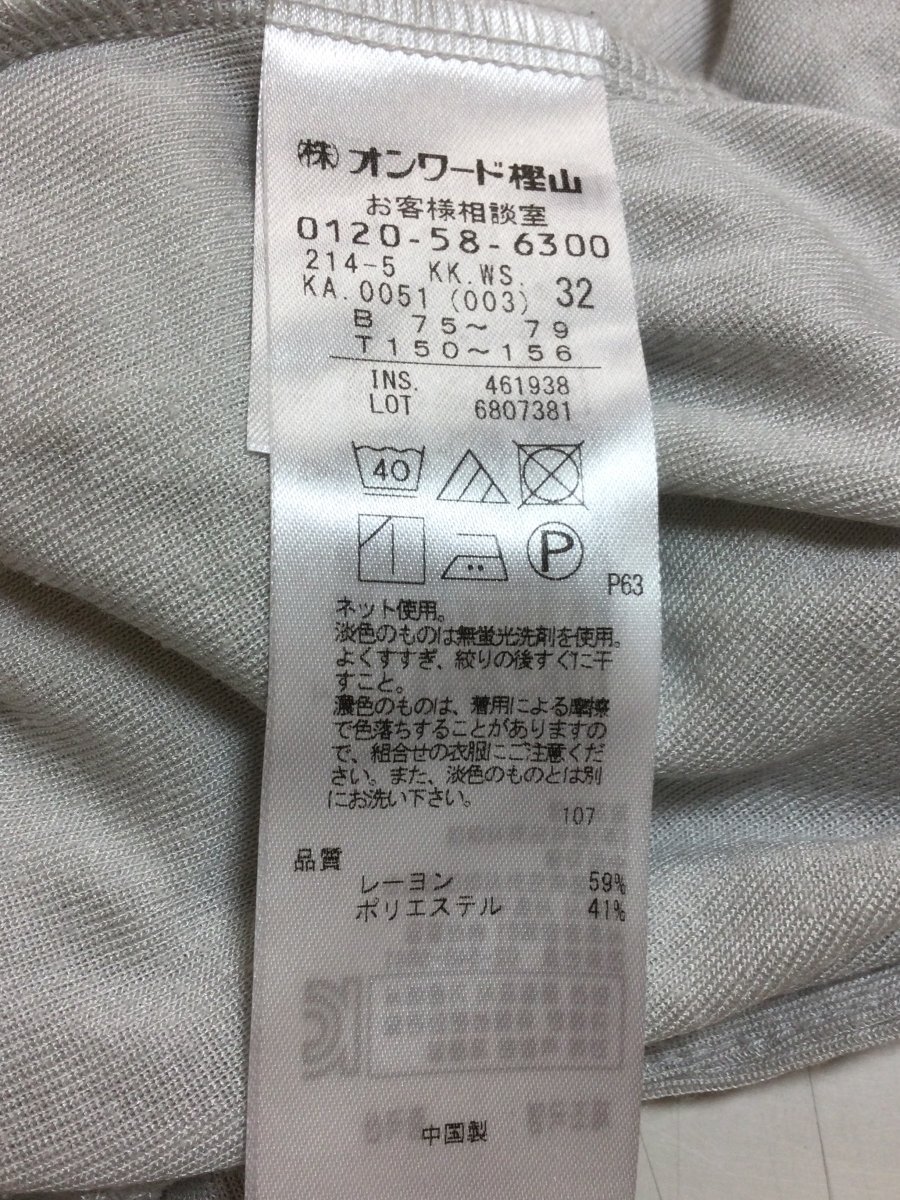 (株)オンワード樫山
お客様相談室
0120-58-6300
214-5 KK.WS.
KA.0051 (003) 32
B 75〜 79
T 150〜156
INS. 461938
LOT 6807381
40
P
P63
ネット使用。
淡色のものは無蛍光洗剤を使用。
よくすすぎ、絞りの後すぐに干
すこと。
濃色のものは、着用による摩擦
で色落ちすることがありますの
で、組合せの衣服にご注意くだ
さい。また、淡色のものとは別
にお洗い下さい。
107
品質
レーヨン 59%
ポリエステル 41%
中国製